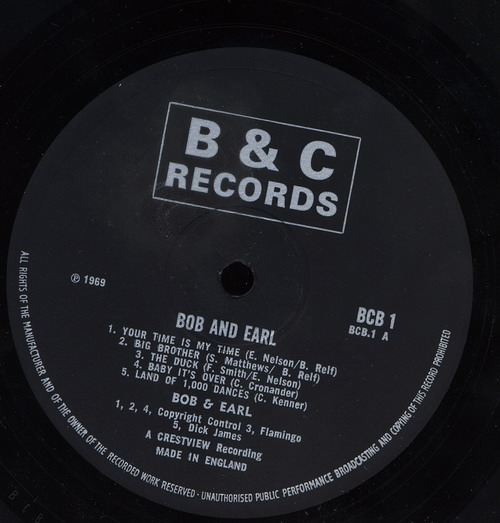 B & C
RECORDS
℗ 1969
BCB 1
BCB.1 A
BOB AND EARL
1. YOUR TIME IS MY TIME (E. Nelson/B. Relf)
2. BIG BROTHER (S. Matthews/ B. Relf)
3. THE DUCK (F. Smith/E. Nelson)
4. BABY IT'S OVER (C. Cronander)
5. LAND OF 1,000 DANCES (C. Kenner)
BOB & EARL
1, 2, 4, Copyright Control 3, Flamingo
5, Dick James
A CRESTVIEW Recording
MADE IN ENGLAND
ALL RIGHTS OF THE MANUFACTURER AND OF THE OWNER OF THE RECORDED WORK RESERVED - UNAUTHORISED PUBLIC PERFORMANCE BROADCASTING AND COPYING OF THIS RECORD PROHIBITED